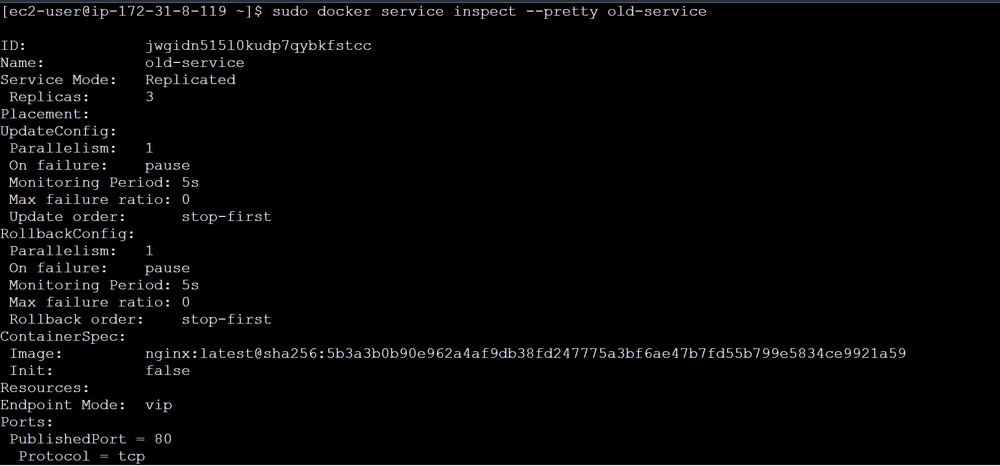 [ec2-user@ip-172-31-8-119 ~]$ sudo docker service inspect --pretty old-service
ID: jwgidn515l0kudp7qybkfstcc
Name: old-service
Service Mode: Replicated
Replicas: 3
Placement:
UpdateConfig:
Parallelism: 1
On failure: pause
Monitoring Period: 5s
Max failure ratio: 0
Update order: stop-first
RollbackConfig:
Parallelism: 1
On failure: pause
Monitoring Period: 5s
Max failure ratio: 0
Rollback order: stop-first
ContainerSpec:
Image: nginx:latest@sha256:5b3a3b0b90e962a4af9db38fd247775a3bf6ae47b7fd55b799e5834ce9921a59
Init: false
Resources:
Endpoint Mode: vip
Ports:
PublishedPort = 80
Protocol = tcp